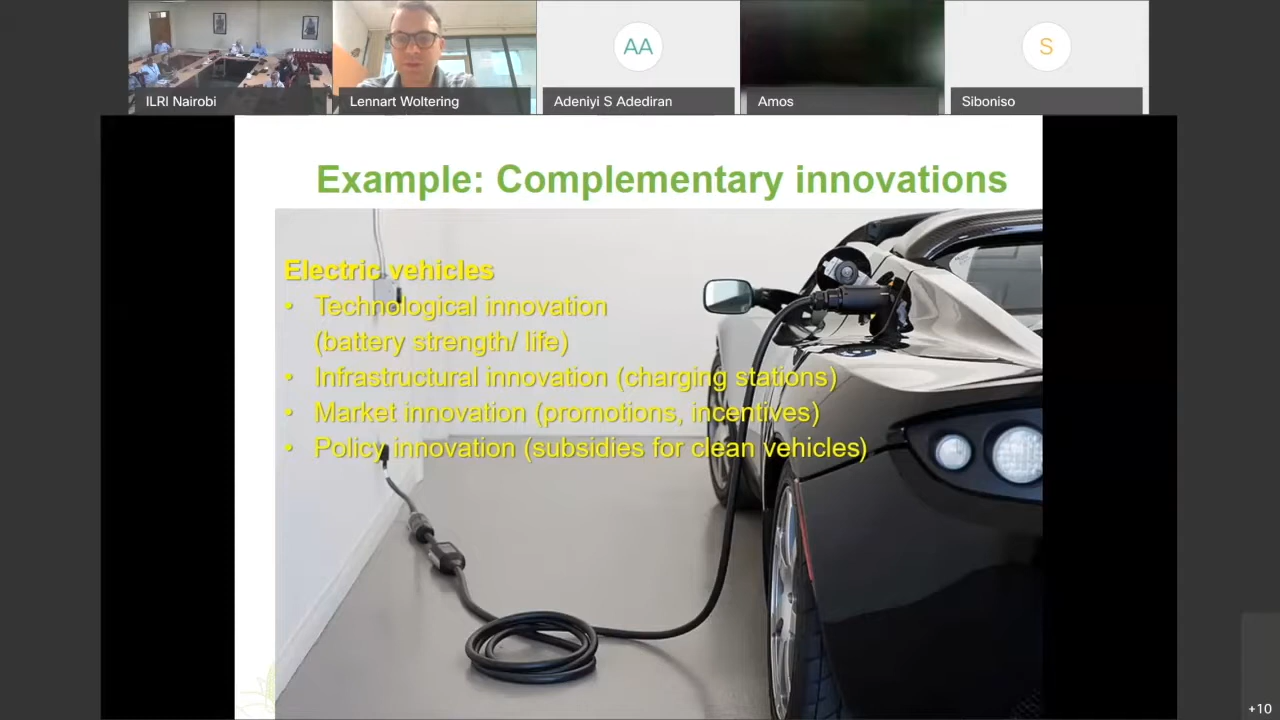 AA
S
ILRI Nairobi
Lennart Woltering
Adeniyi S Adediran
Amos
Siboniso
Example: Complementary innovations
Electric vehicles
• Technological innovation
(battery strength/ life)
• Infrastructural innovation (charging stations)
• Market innovation (promotions, incentives)
• Policy innovation (subsidies for clean vehicles)
+10